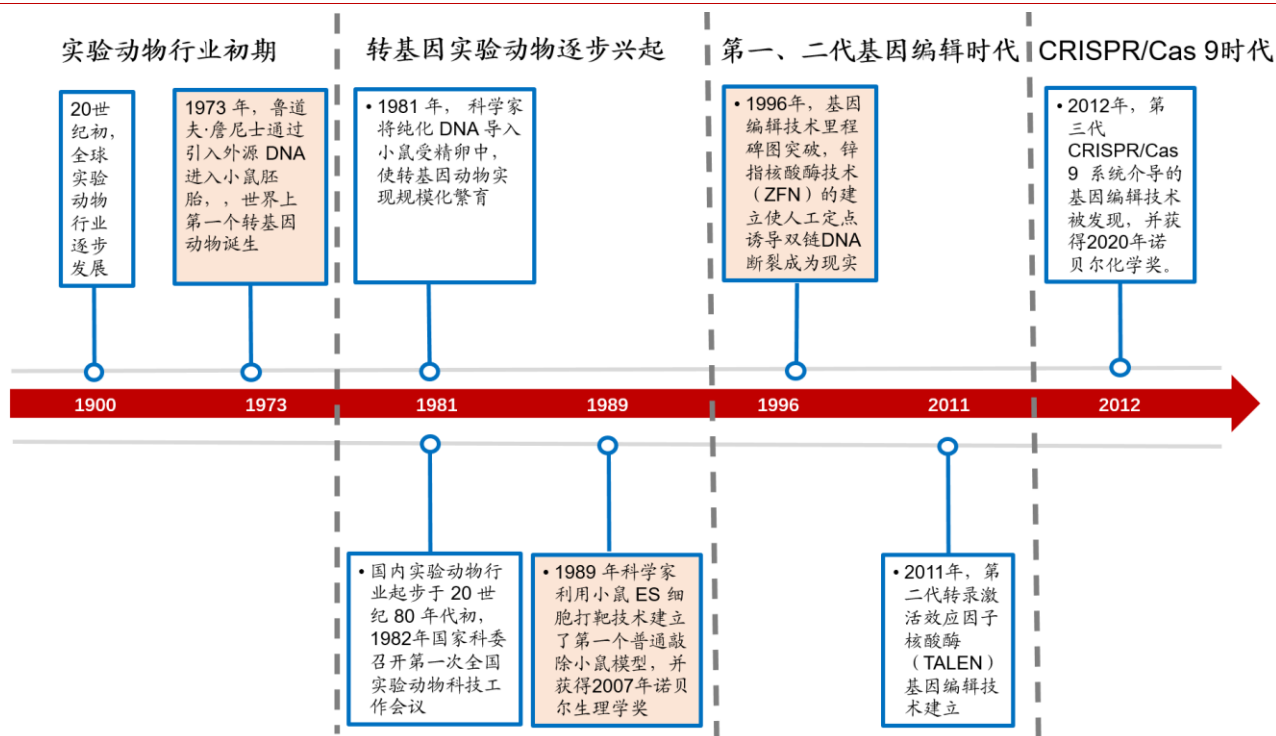 实验动物行业初期
转基因实验动物逐步兴起
第一、二代基因编辑时代
CRISPR/Cas 9时代
20世
纪初，
全球
实验
动物
行业
逐步
发展
1973 年，鲁道
夫·詹尼士通过
引入外源 DNA
进入小鼠胚
胎，，世界上
第一个转基因
动物诞生
• 1981 年， 科学家
将纯化 DNA 导入
小鼠受精卵中，
使转基因动物实
现规模化繁育
• 1996年，基因
编辑技术里程
碑图突破，锌
指核酸酶技术
（ZFN）的建
立使人工定点
诱导双链DNA
断裂成为现实
• 2012年，第
三代
CRISPR/Cas
9 系统介导的
基因编辑技术
被发现，并获
得2020年诺
贝尔化学奖。
1900
1973
1981
1989
1996
2011
2012
• 国内实验动物行
业起步于 20 世
纪 80 年代初，
1982年国家科委
召开第一次全国
实验动物科技工
作会议
• 1989 年科学家
利用小鼠 ES 细
胞打靶技术建立
了第一个普通敲
除小鼠模型，并
获得2007年诺贝
尔生理学奖
• 2011年，第
二代转录激
活效应因子
核酸酶
（TALEN）
基因编辑技
术建立